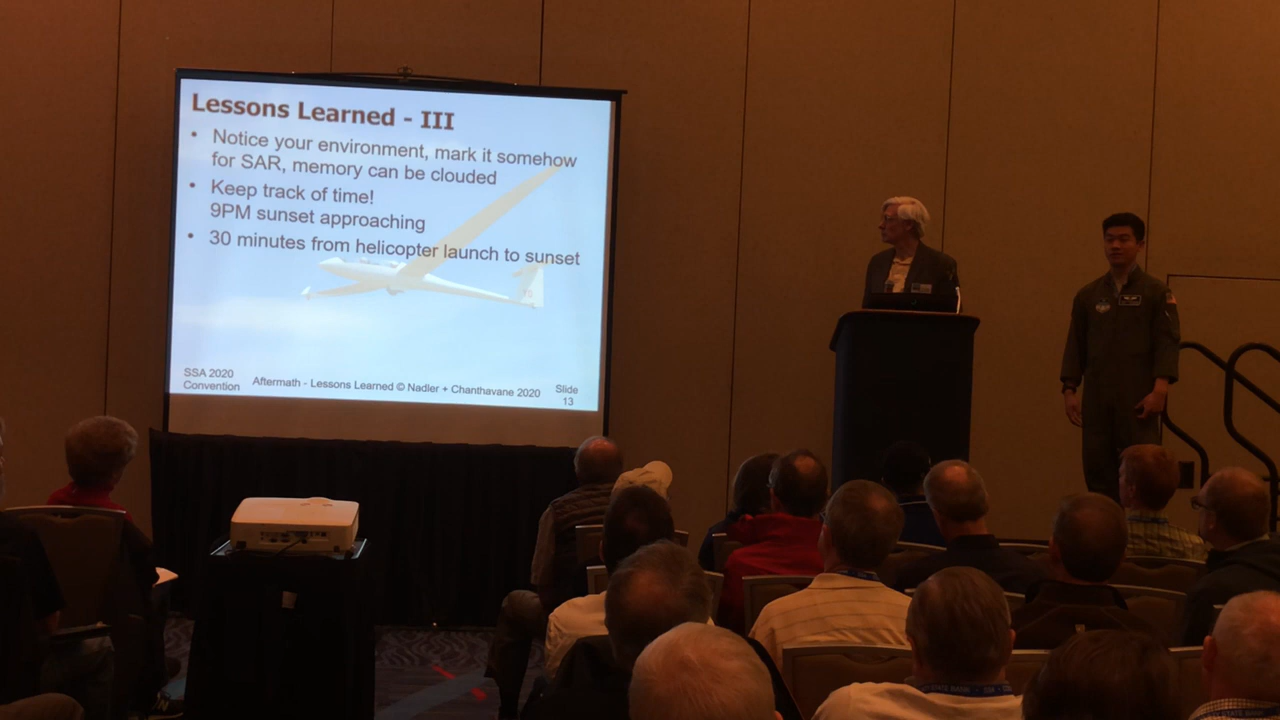 Lessons Learned - III
• Notice your environment, mark it somehow
for SAR, memory can be clouded
• Keep track of time!
9PM sunset approaching
• 30 minutes from helicopter launch to sunset
SSA 2020
Convention
Aftermath - Lessons Learned © Nadler + Chanthavane 2020
Slide
13
STATE BANK